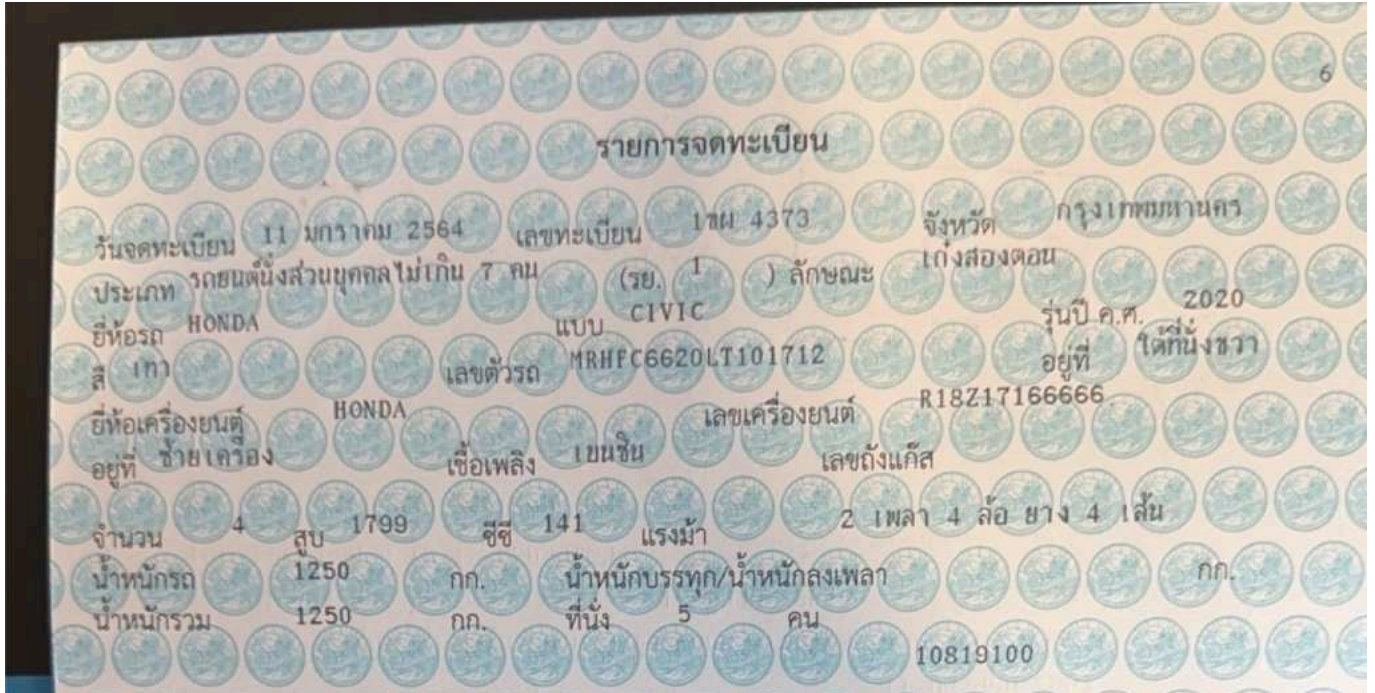 6
รายการจดทะเบียน
วันจดทะเบียน 11 มกราคม 2564 เลขทะเบียน 1ขผ 4373 จังหวัด กรุงเทพมหานคร
ประเภท รถยนต์นั่งส่วนบุคคลไม่เกิน 7 คน (รย. 1 ) ลักษณะ เก๋งสองตอน
ยี่ห้อรถ HONDA แบบ CIVIC รุ่นปี ค.ศ. 2020
สี เทา เลขตัวรถ MRHFC6620LT101712 อยู่ที่ ใต้ที่นั่งขวา
ยี่ห้อเครื่องยนต์ HONDA เลขเครื่องยนต์ R18Z17166666
อยู่ที่ ซ้ายเครื่อง เชื้อเพลิง เบนซิน เลขถังแก๊ส
จำนวน 4 สูบ 1799 ซีซี 141 แรงม้า 2 เพลา 4 ล้อ ยาง 4 เส้น
น้ำหนักรถ 1250 กก. น้ำหนักบรรทุก/น้ำหนักลงเพลา กก.
น้ำหนักรวม 1250 กก. ที่นั่ง 5 คน
10819100